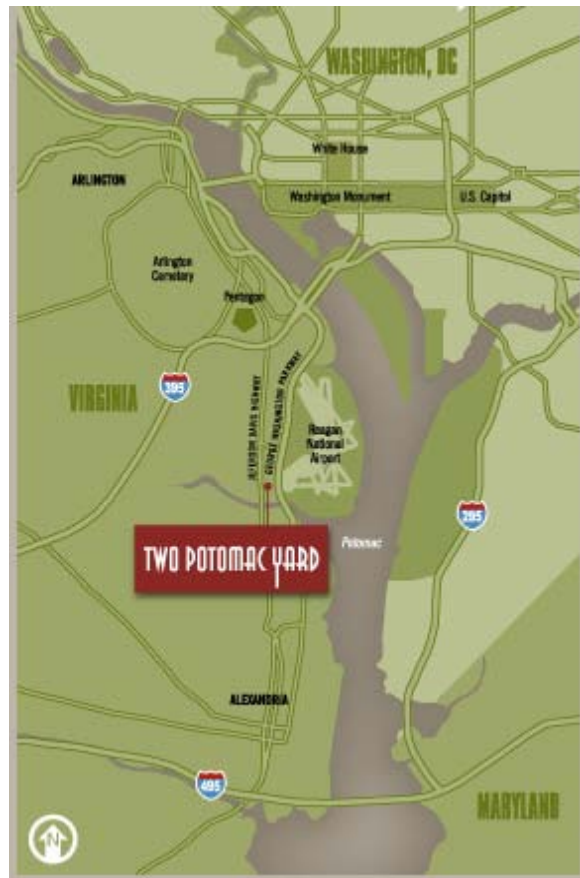 WASHINGTON, DC
White House
ARLINGTON
Washington Monument
U.S. Capitol
Arlington
Cemetery
Pentagon
395
VIRGINIA
JEFFERSON DAVIS HIGHWAY
GEORGE WASHINGTON PARKWAY
Reagan
National
Airport
295
TWO POTOMAC YARD
Potomac
ALEXANDRIA
495
MARYLAND
N